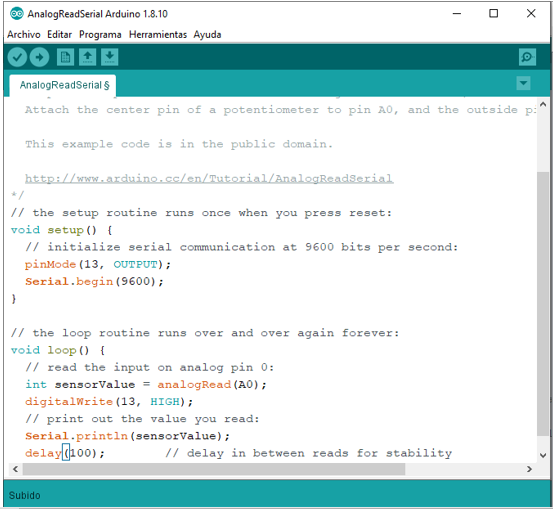 AnalogReadSerial Arduino 1.8.10
Archivo Editar Programa Herramientas Ayuda
AnalogReadSerial §
Attach the center pin of a potentiometer to pin A0, and the outside
This example code is in the public domain.
http://www.arduino.cc/en/Tutorial/AnalogReadSerial
*/
// the setup routine runs once when you press reset:
void setup() {
// initialize serial communication at 9600 bits per second:
pinMode(13, OUTPUT);
Serial.begin(9600);
}
// the loop routine runs over and over again forever:
void loop() {
// read the input on analog pin 0:
int sensorValue = analogRead(A0);
digitalWrite(13, HIGH);
// print out the value you read:
Serial.println(sensorValue);
delay(100); // delay in between reads for stability
Subido